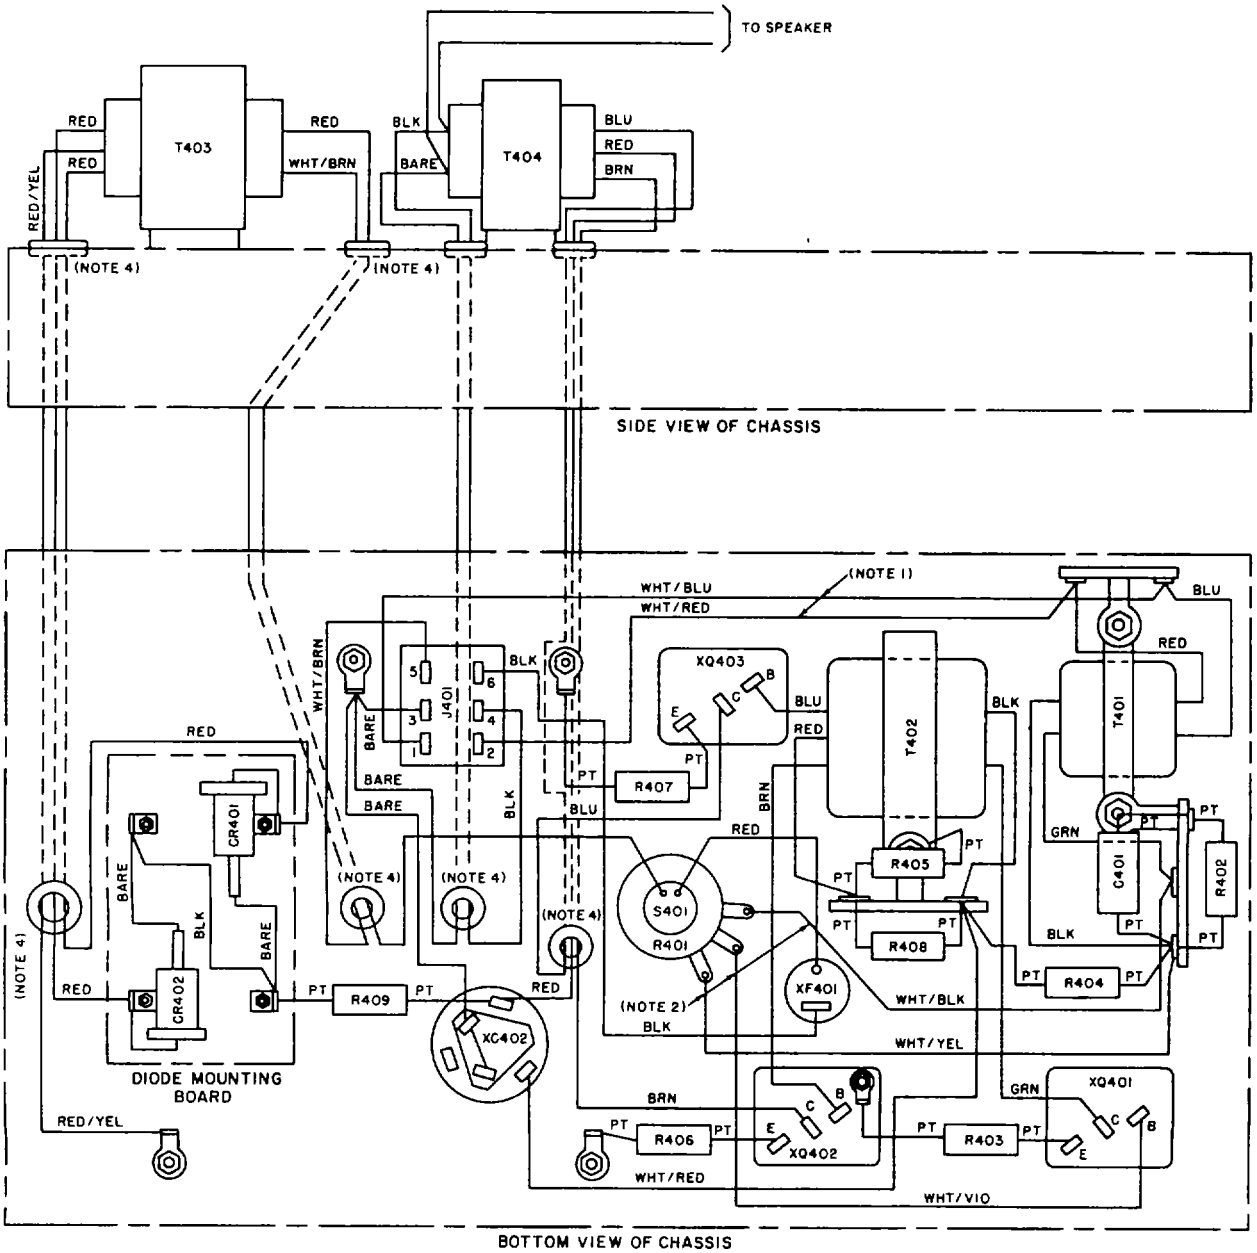 TO SPEAKER
RED
RED
RED/YEL
T403
RED
WHT/BRN
BLK
BARE
T404
BLU
RED
BRN
(NOTE 4)
(NOTE 4)
SIDE VIEW OF CHASSIS
(NOTE 1)
WHT/BLU
WHT/RED
BLU
RED
WHT/BRN
5
6
3
4
1
2
J401
BLK
BARE
BARE
BARE
BLK
XQ403
B
C
E
PT
BLU
RED
BRN
T402
BLK
T401
RED
CR401
BARE
BLK
BARE
PT
R407
BLU
RED
PT
R405
PT
GRN
PT
PT
C401
R402
(NOTE 4)
(NOTE 4)
(NOTE 4)
(NOTE 4)
S401
R401
PT
R408
PT
BLK
PT
PT
RED
CR402
PT
R409
PT
RED
XF401
PT
R404
PT
(NOTE 2)
WHT/BLK
BLK
XC402
WHT/YEL
DIODE MOUNTING
BOARD
RED/YEL
BRN
PT
R406
PT
E
C
B
XQ402
PT
R403
PT
GRN
XQ401
E
C
B
WHT/RED
WHT/VIO
BOTTOM VIEW OF CHASSIS